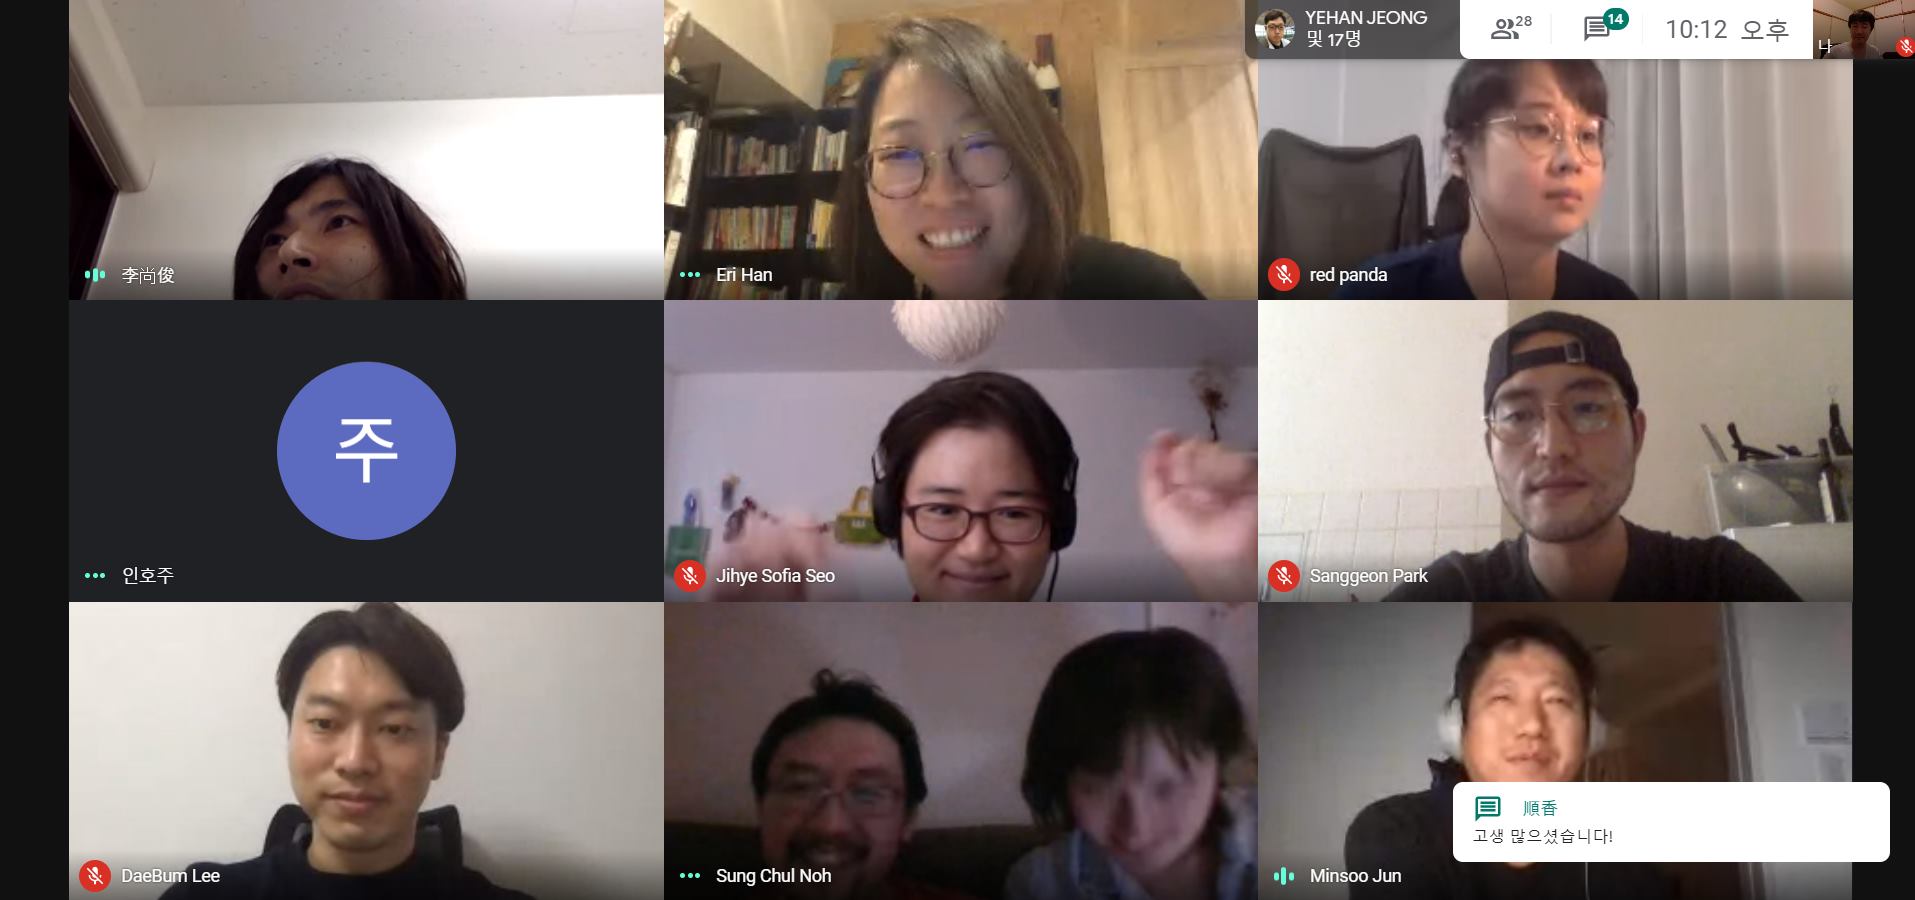 YEHAN JEONG
및 17명
28
14
10:12 오후
나
李尚俊
Eri Han
red panda
주
인호주
Jihye Sofia Seo
Sanggeon Park
DaeBum Lee
Sung Chul Noh
Minsoo Jun
順香
고생 많으셨습니다!